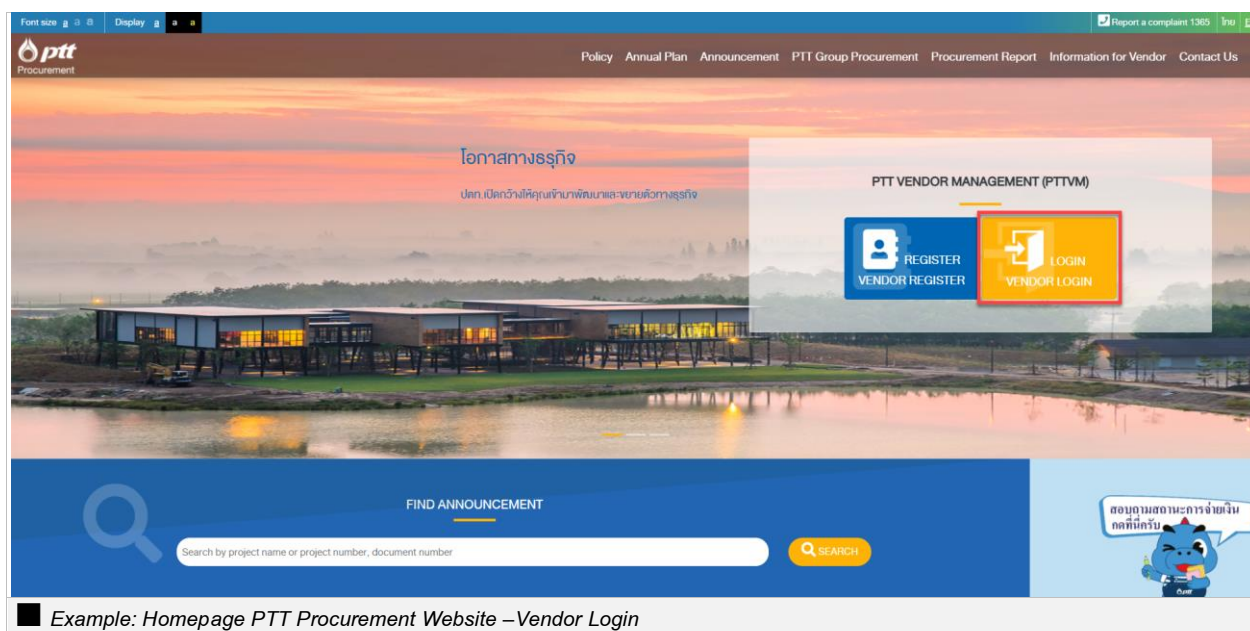 Font size a a a Display a a a Report a complaint 1365 ไทย
ptt
Procurement
Policy Annual Plan Announcement PTT Group Procurement Procurement Report Information for Vendor Contact Us
โอกาสทางธุรกิจ
ปตท.เปิดกว้างให้คุณเข้ามาพัฒนาและขยายตัวทางธุรกิจ
PTT VENDOR MANAGEMENT (PTTVM)
REGISTER
VENDOR REGISTER
LOGIN
VENDOR LOGIN
FIND ANNOUNCEMENT
Search by project name or project number, document number
SEARCH
สอบถามสถานะการจ่ายเงิน
กดที่นี่ครับ
Example: Homepage PTT Procurement Website –Vendor Login